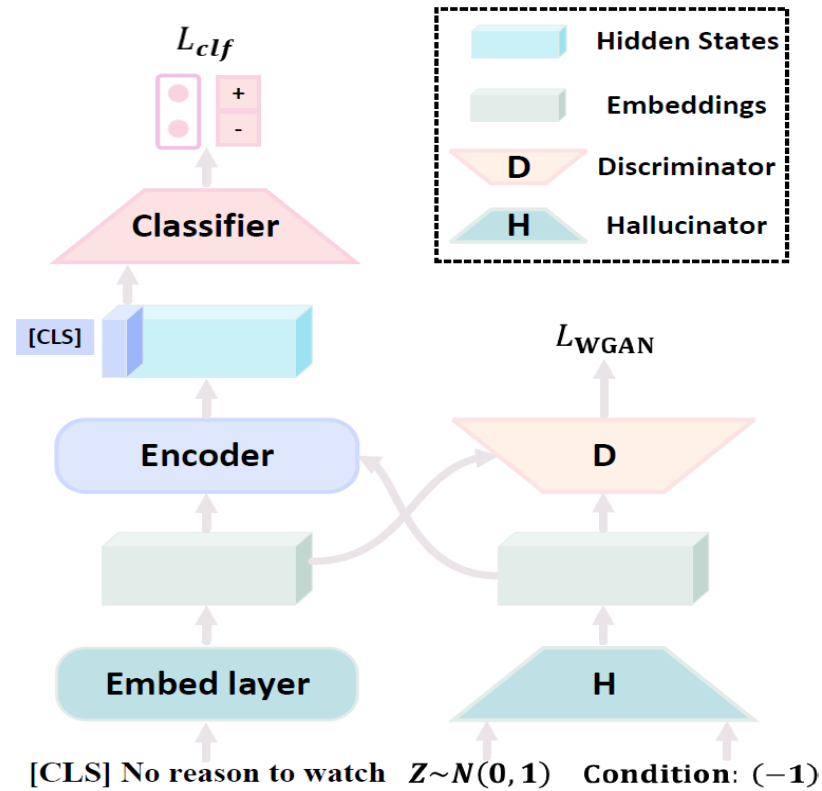 L_clf
+
-
Classifier
[CLS]
Encoder
Embed layer
[CLS] No reason to watch
Hidden States
Embeddings
D
Discriminator
H
Hallucinator
L_WGAN
D
H
Z~N(0,1)
Condition: (−1)